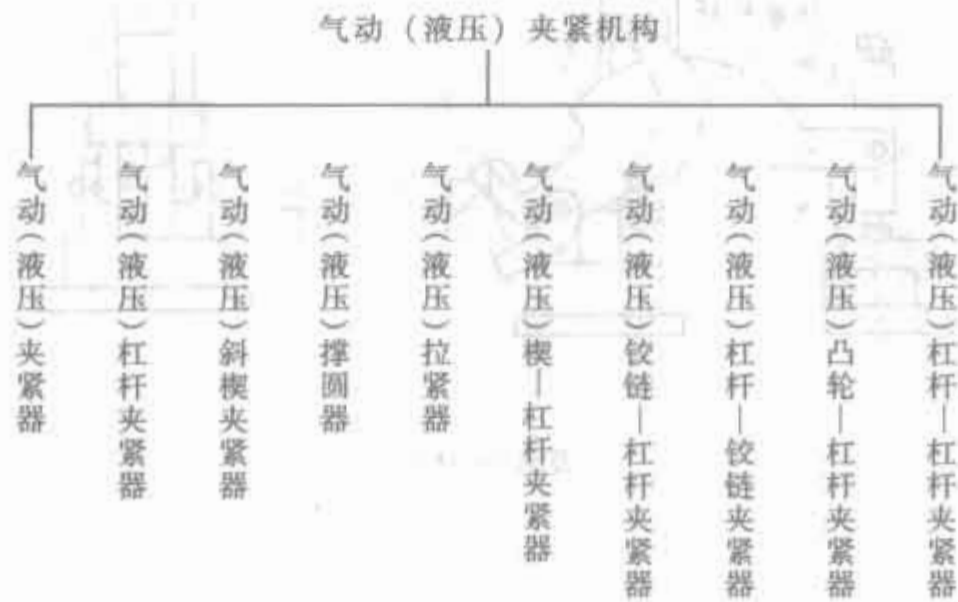 气动（液压）夹紧机构
气动（液压）夹紧器
气动（液压）杠杆夹紧器
气动（液压）斜楔夹紧器
气动（液压）撑圆器
气动（液压）拉紧器
气动（液压）楔—杠杆夹紧器
气动（液压）铰链—杠杆夹紧器
气动（液压）杠杆—铰链夹紧器
气动（液压）凸轮—杠杆夹紧器
气动（液压）杠杆—杠杆夹紧器